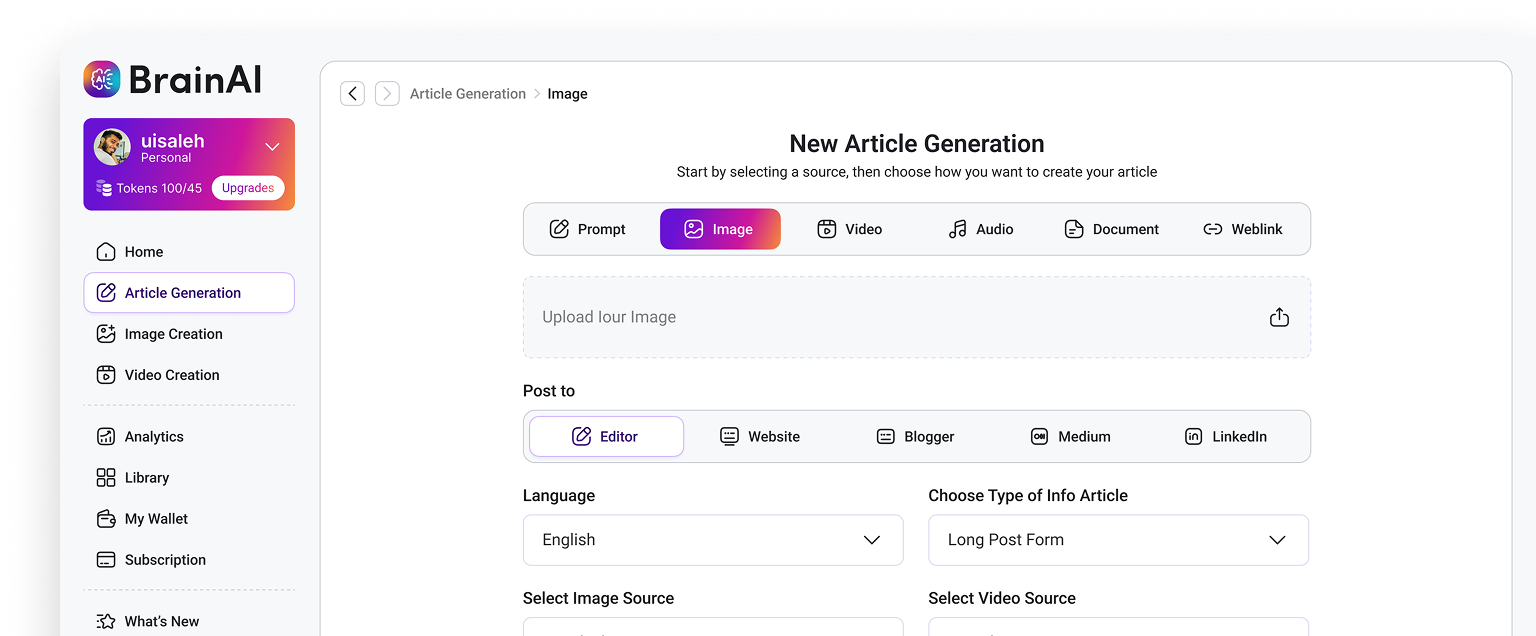 BrainAI
uisaleh
Personal
Tokens 100/45
Upgrades
Home
Article Generation
Image Creation
Video Creation
Analytics
Library
My Wallet
Subscription
What's New
Article Generation > Image
New Article Generation
Start by selecting a source, then choose how you want to create your article
Prompt Image Video Audio Document Weblink
Upload Iour Image
Post to
Editor Website Blogger Medium LinkedIn
Language
English
Choose Type of Info Article
Long Post Form
Select Image Source
Select Video Source